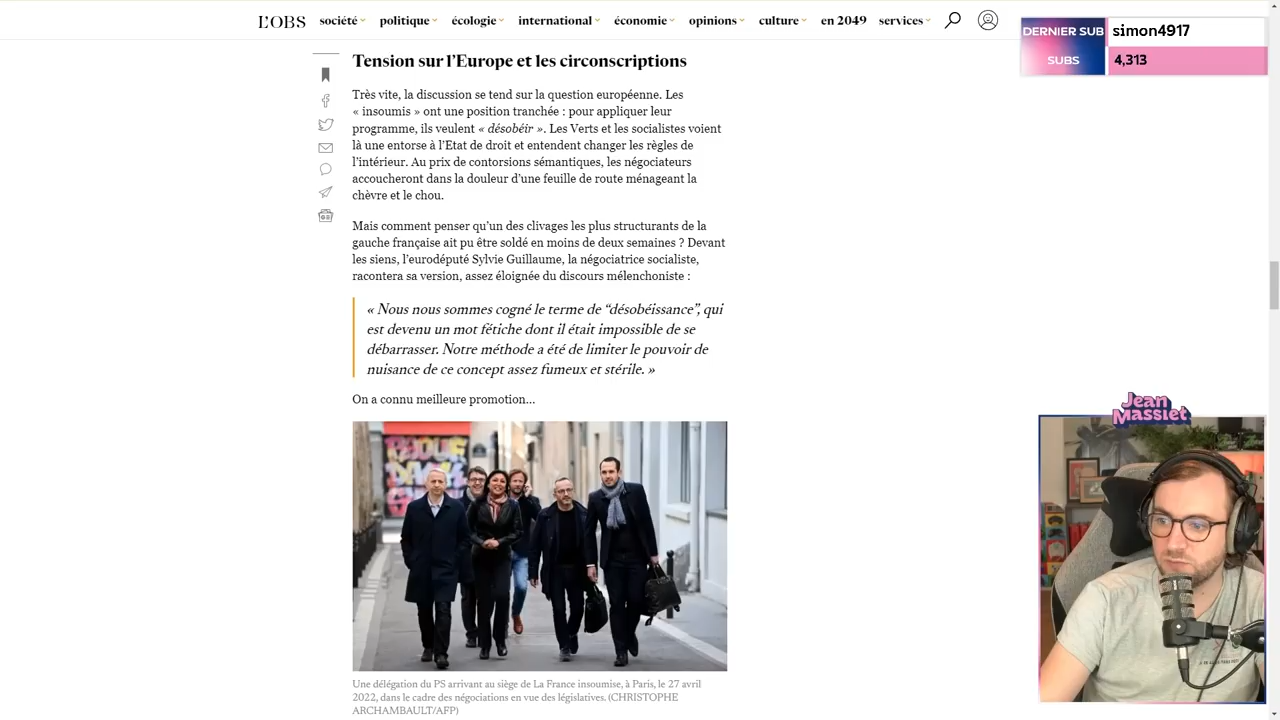 L'OBS
société
politique
écologie
international
économie
opinions
culture
en 2049
services
DERNIER SUB
simon4917
SUBS
4,313
Tension sur l'Europe et les circonscriptions
Très vite, la discussion se tend sur la question européenne. Les
« insoumis » ont une position tranchée : pour appliquer leur
programme, ils veulent « désobéir ». Les Verts et les socialistes voient
là une entorse à l'Etat de droit et entendent changer les règles de
l'intérieur. Au prix de contorsions sémantiques, les négociateurs
accoucheront dans la douleur d'une feuille de route ménageant la
chèvre et le chou.
Mais comment penser qu'un des clivages les plus structurants de la
gauche française ait pu être soldé en moins de deux semaines ? Devant
les siens, l'eurodéputé Sylvie Guillaume, la négociatrice socialiste,
racontera sa version, assez éloignée du discours mélenchoniste :
« Nous nous sommes cogné le terme de “désobéissance”, qui
est devenu un mot fétiche dont il était impossible de se
débarrasser. Notre méthode a été de limiter le pouvoir de
nuisance de ce concept assez fumeux et stérile. »
On a connu meilleure promotion...
Une délégation du PS arrivant au siège de La France insoumise, à Paris, le 27 avril
2022, dans le cadre des négociations en vue des législatives. (CHRISTOPHE
ARCHAMBAULT/AFP)
Jean
Massiet